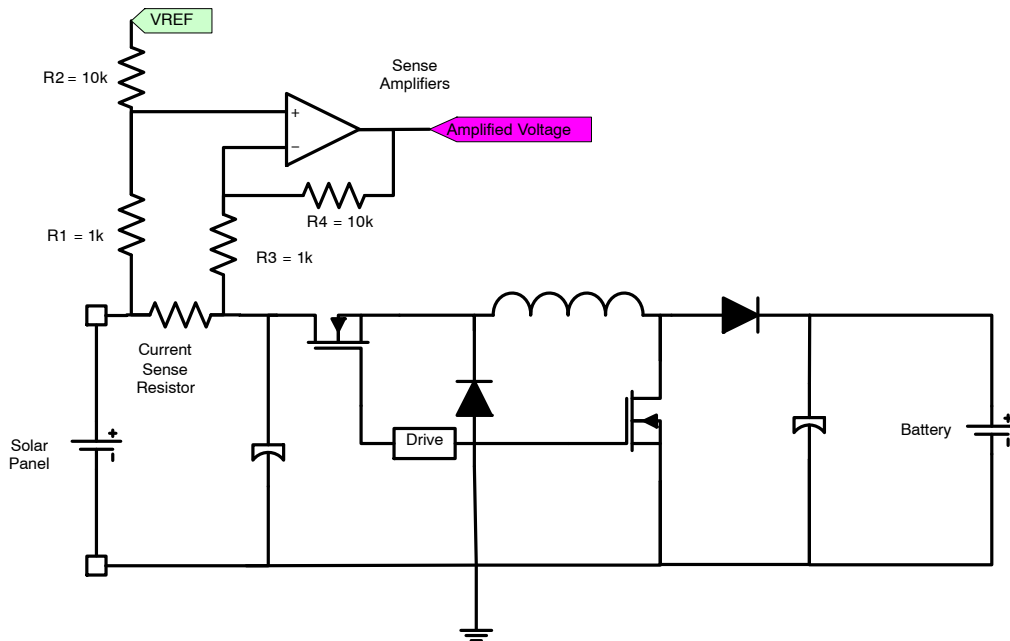 VREF
R2 = 10k
Sense
Amplifiers
+
Amplified Voltage
−
R4 = 10k
R1 = 1k
R3 = 1k
Current
Sense
Resistor
Solar
Panel
+
-
Drive
Battery
+
-